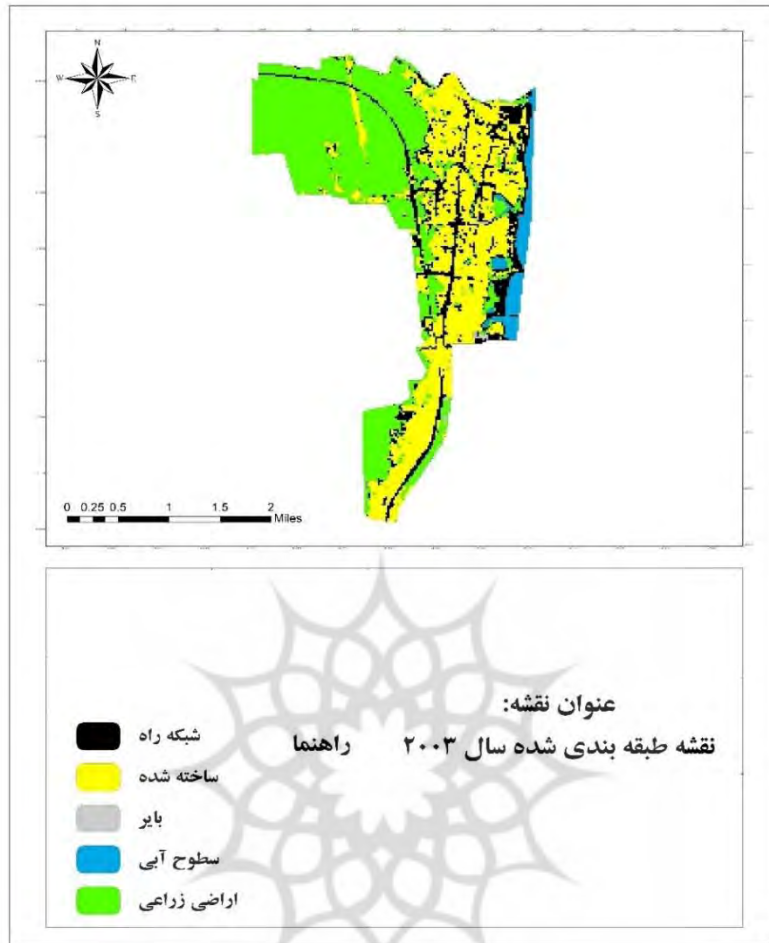 N
W E
S
0 0.25 0.5 1 1.5 2
Miles
عنوان نقشه:
نقشه طبقه بندی شده سال ۲۰۰۳
راهنما
شبکه راه
ساخته شده
بایر
سطوح آبی
اراضی زراعی